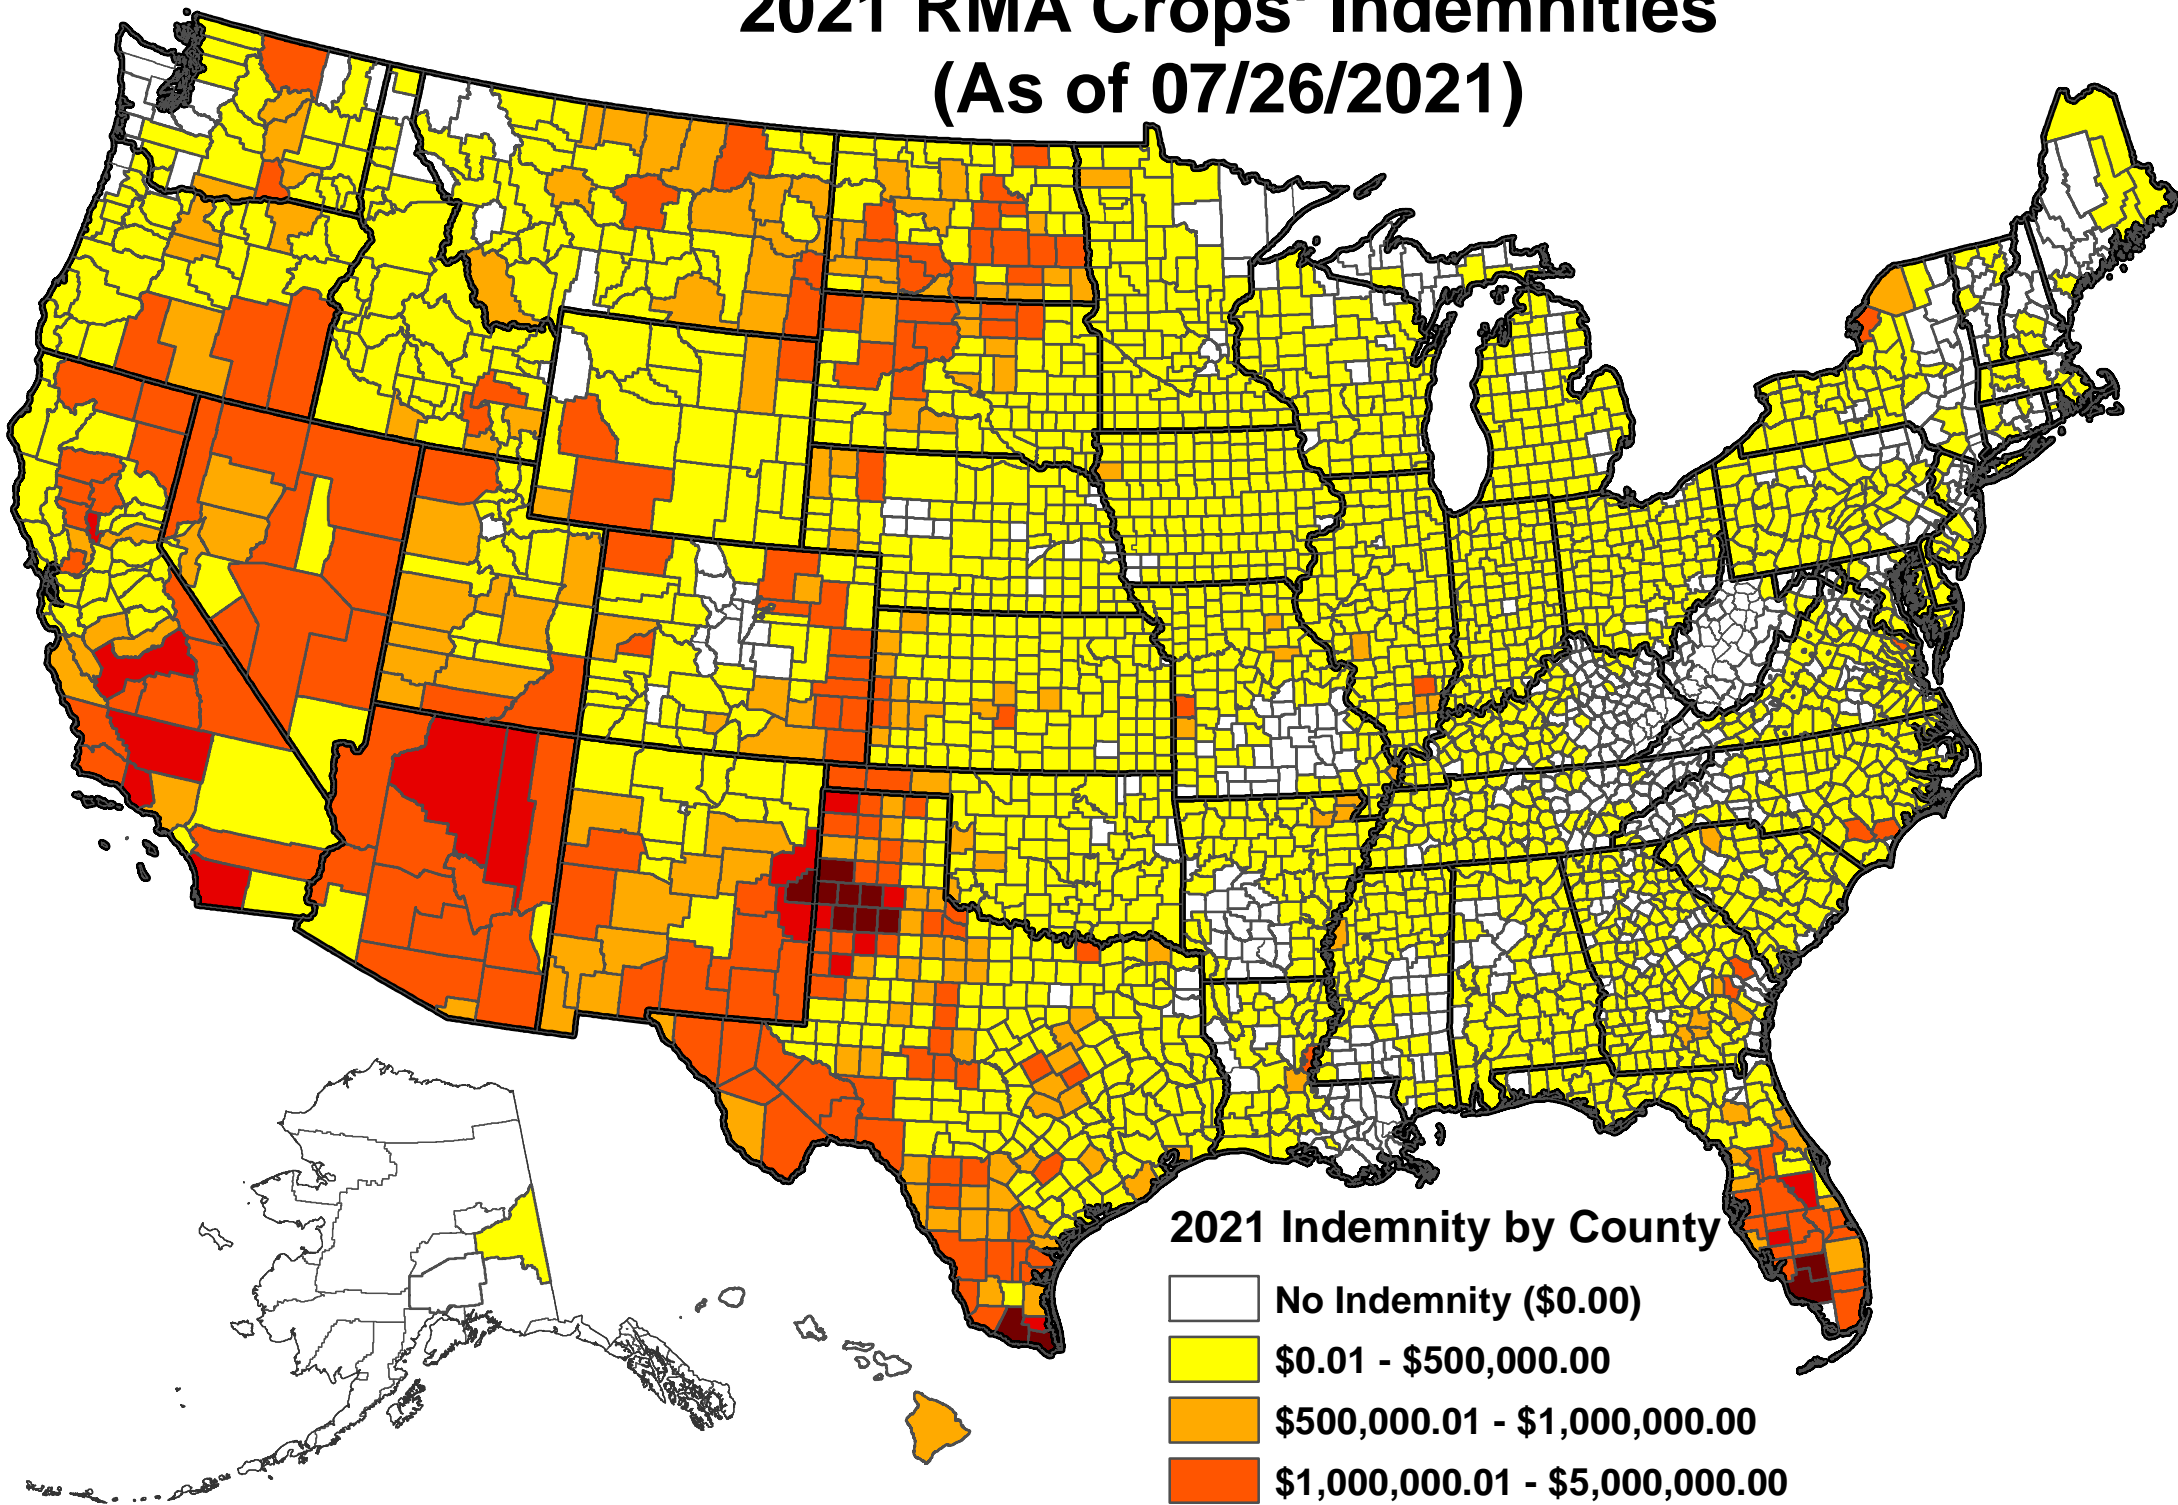 2021 RMA Crops' Indemnities
(As of 07/26/2021)
2021 Indemnity by County
No Indemnity ($0.00)
$0.01 - $500,000.00
$500,000.01 - $1,000,000.00
$1,000,000.01 - $5,000,000.00